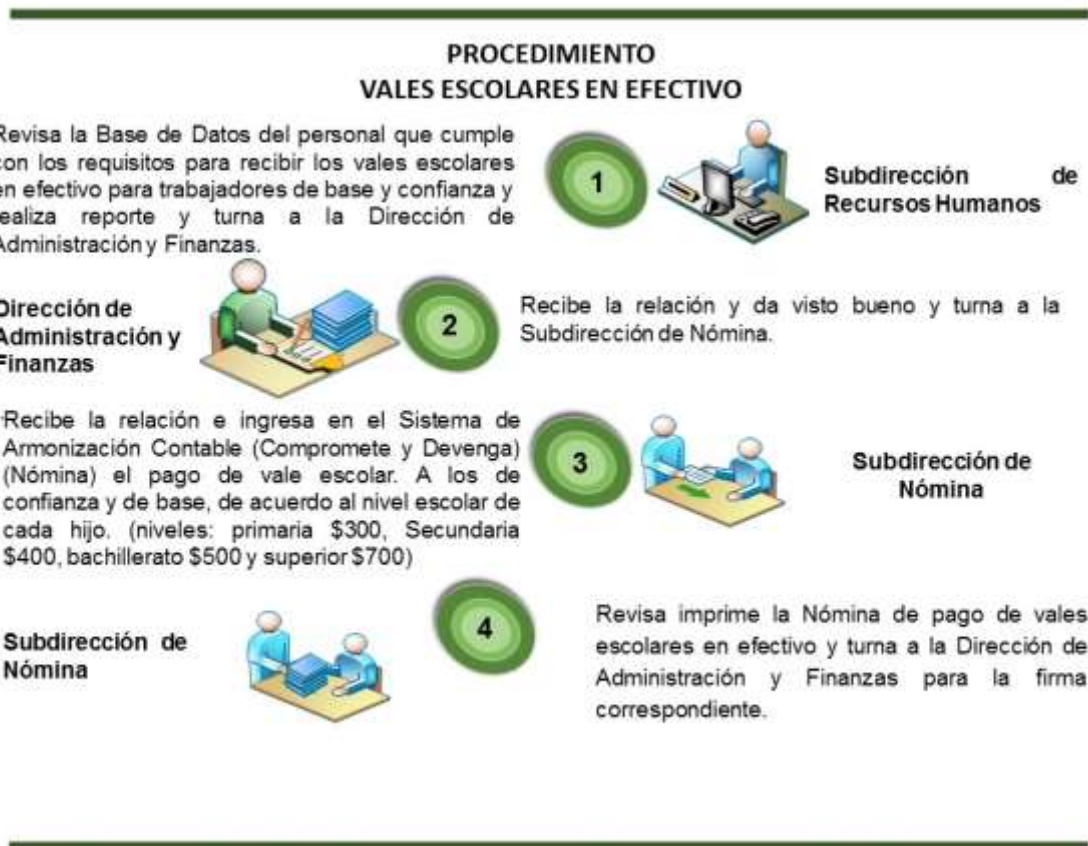 PROCEDIMIENTO
VALES ESCOLARES EN EFECTIVO
Revisa la Base de Datos del personal que cumple
con los requisitos para recibir los vales escolares
en efectivo para trabajadores de base y confianza y
realiza reporte y turna a la Dirección de
Administración y Finanzas.
1
Subdirección de
Recursos Humanos
Dirección de
Administración y
Finanzas
2
Recibe la relación y da visto bueno y turna a la
Subdirección de Nómina.
Recibe la relación e ingresa en el Sistema de
Armonización Contable (Compromete y Devenga)
(Nómina) el pago de vale escolar. A los de
confianza y de base, de acuerdo al nivel escolar de
cada hijo. (niveles: primaria $300, Secundaria
$400, bachillerato $500 y superior $700)
3
Subdirección de
Nómina
Subdirección de
Nómina
4
Revisa imprime la Nómina de pago de vales
escolares en efectivo y turna a la Dirección de
Administración y Finanzas para la firma
correspondiente.